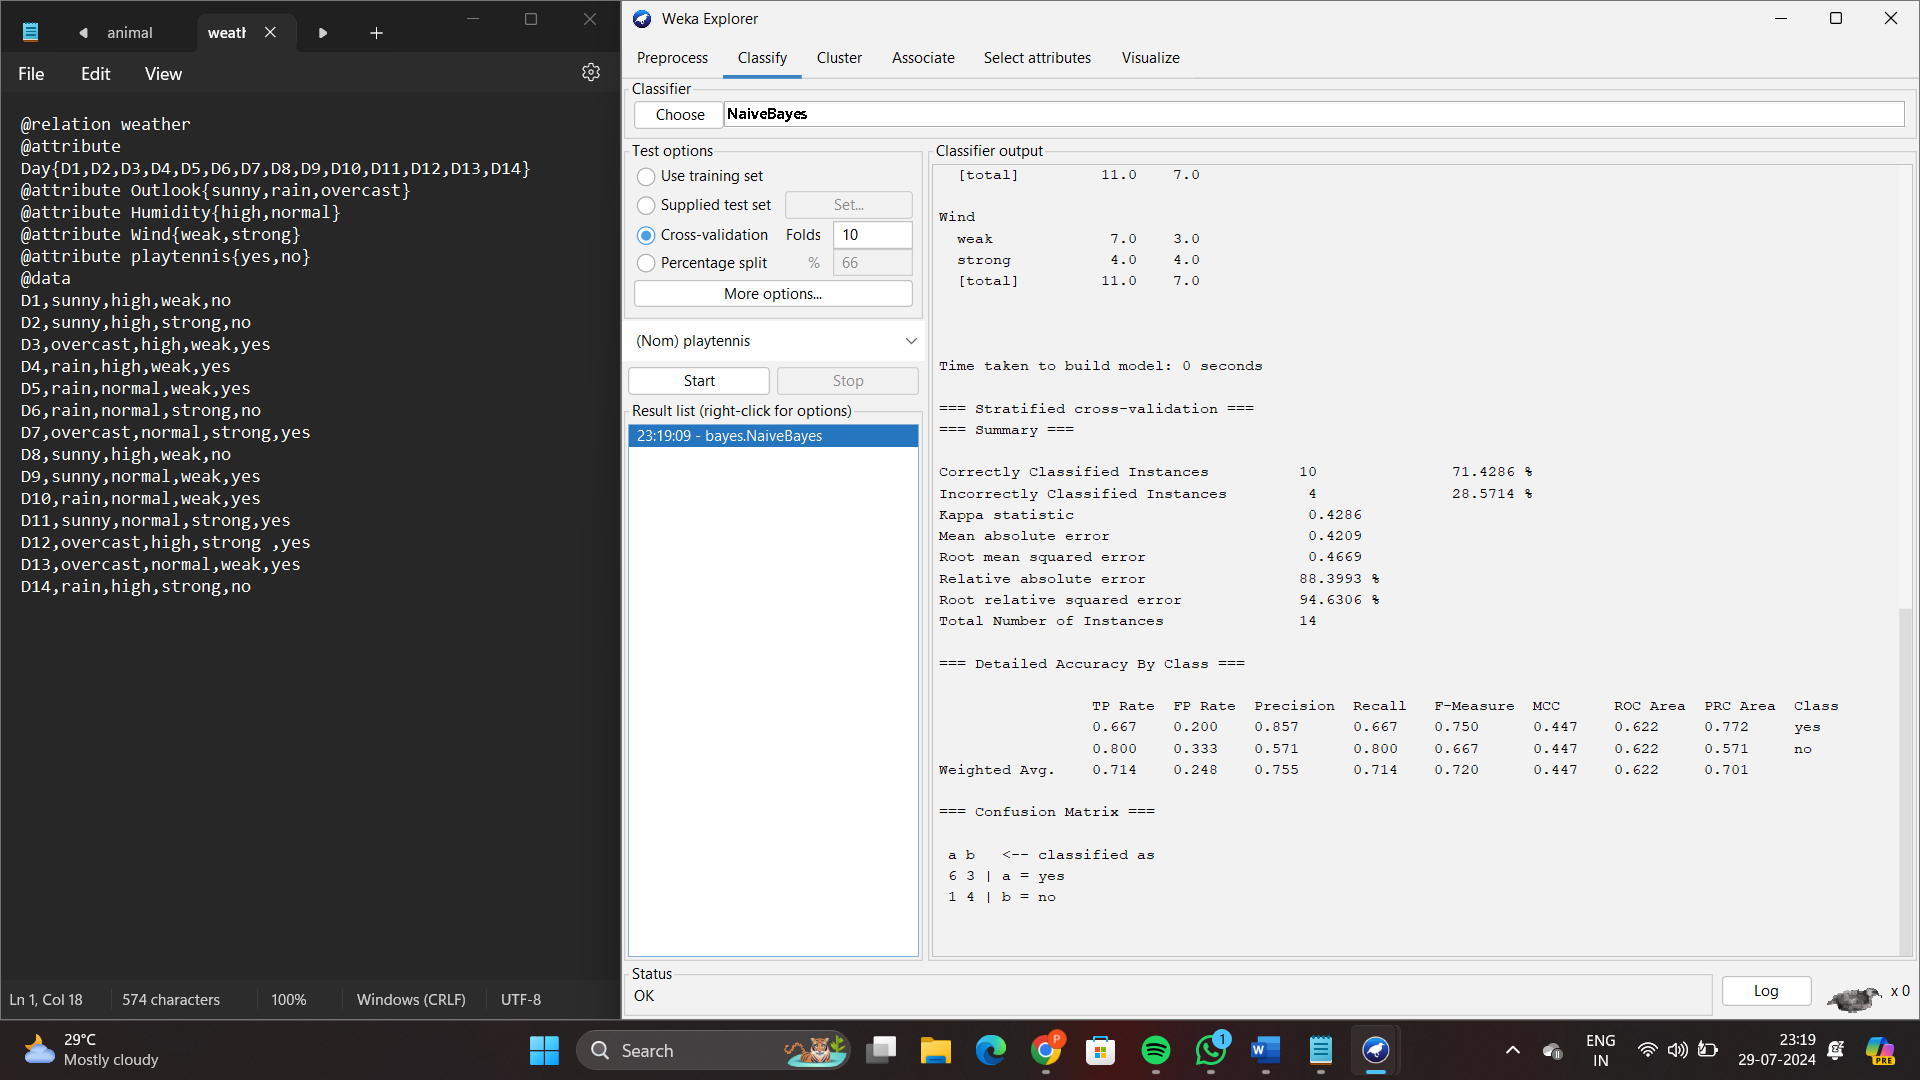 animal
weath
File Edit View
@relation weather
@attribute
Day{D1,D2,D3,D4,D5,D6,D7,D8,D9,D10,D11,D12,D13,D14}
@attribute Outlook{sunny,rain,overcast}
@attribute Humidity{high,normal}
@attribute Wind{weak,strong}
@attribute playtennis{yes,no}
@data
D1,sunny,high,weak,no
D2,sunny,high,strong,no
D3,overcast,high,weak,yes
D4,rain,high,weak,yes
D5,rain,normal,weak,yes
D6,rain,normal,strong,no
D7,overcast,normal,strong,yes
D8,sunny,high,weak,no
D9,sunny,normal,weak,yes
D10,rain,normal,weak,yes
D11,sunny,normal,strong,yes
D12,overcast,high,strong ,yes
D13,overcast,normal,weak,yes
D14,rain,high,strong,no
Ln 1, Col 18 574 characters 100% Windows (CRLF) UTF-8
Weka Explorer
Preprocess Classify Cluster Associate Select attributes Visualize
Classifier
Choose NaiveBayes
Test options
Use training set
Supplied test set Set...
Cross-validation Folds 10
Percentage split % 66
More options...
(Nom) playtennis
Start Stop
Result list (right-click for options)
23:19:09 - bayes.NaiveBayes
Classifier output
[total] 11.0 7.0
Wind
weak 7.0 3.0
strong 4.0 4.0
[total] 11.0 7.0
Time taken to build model: 0 seconds
=== Stratified cross-validation ===
=== Summary ===
Correctly Classified Instances 10 71.4286 %
Incorrectly Classified Instances 4 28.5714 %
Kappa statistic 0.4286
Mean absolute error 0.4209
Root mean squared error 0.4669
Relative absolute error 88.3993 %
Root relative squared error 94.6306 %
Total Number of Instances 14
=== Detailed Accuracy By Class ===
TP Rate FP Rate Precision Recall F-Measure MCC ROC Area PRC Area Class
0.667 0.200 0.857 0.667 0.750 0.447 0.622 0.772 yes
0.800 0.333 0.571 0.800 0.667 0.447 0.622 0.571 no
Weighted Avg. 0.714 0.248 0.755 0.714 0.720 0.447 0.622 0.701
=== Confusion Matrix ===
a b <-- classified as
6 3 | a = yes
1 4 | b = no
Status
OK
Log
x 0
29°C
Mostly cloudy
Search
P
1
W
ENG
IN
23:19
29-07-2024
PRE